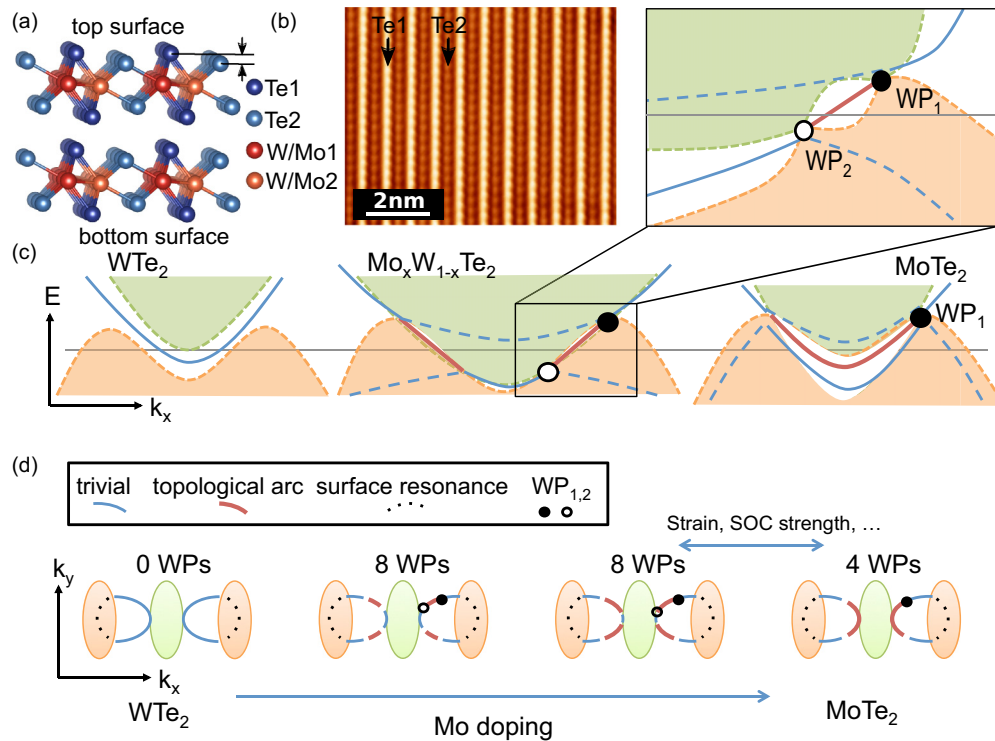 (a)
top surface
Te1
Te2
W/Mo1
W/Mo2
bottom surface
(b)
Te1 Te2
2nm
WP1
WP2
(c)
WTe2
MoxW1-xTe2
MoTe2
E
WP1
kx
(d)
trivial topological arc surface resonance WP1,2
Strain, SOC strength, ...
0 WPs 8 WPs 8 WPs 4 WPs
ky
kx
WTe2
Mo doping
MoTe2